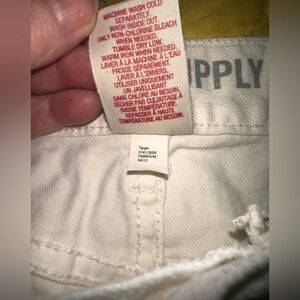 MACHINE WASH COLD
SEPARATELY.
WASH INSIDE OUT.
ONLY NON-CHLORINE BLEACH
WHEN NEEDED.
TUMBLE DRY LOW.
WARM IRON WHEN NEEDED.
LAVER À LA MACHINE À L'EAU
FROIDE SÉPARÉMENT.
LAVER À L'ENVERS.
UTILISER UNIQUEMENT
UN JAVELLISANT
SANS CHLORE AU BESOIN.
SÉCHER PAR CULBUTAGE À
BASSE TEMPÉRATURE.
REPASSER À HAUTE
TEMPÉRATURE AU BESOIN.
UPPLY
Target